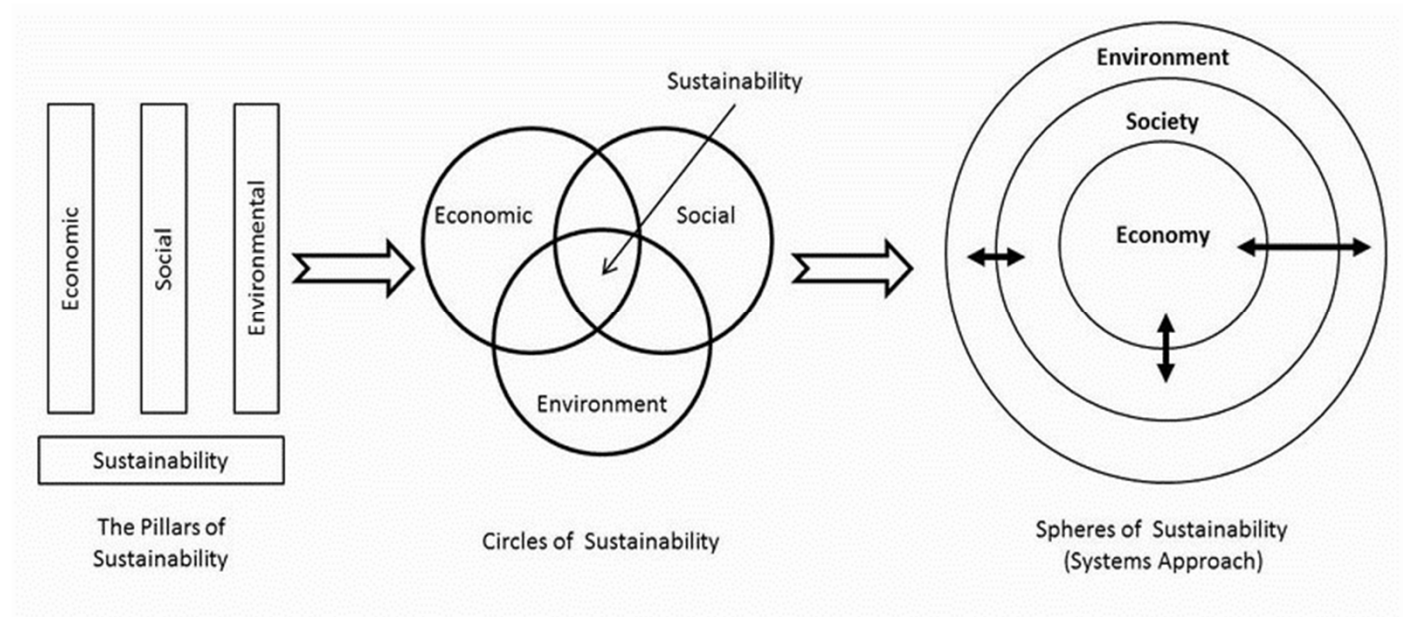 Economic
Social
Environmental
Sustainability
The Pillars of
Sustainability
Sustainability
Economic
Social
Environment
Circles of Sustainability
Environment
Society
Economy
Spheres of Sustainability
(Systems Approach)